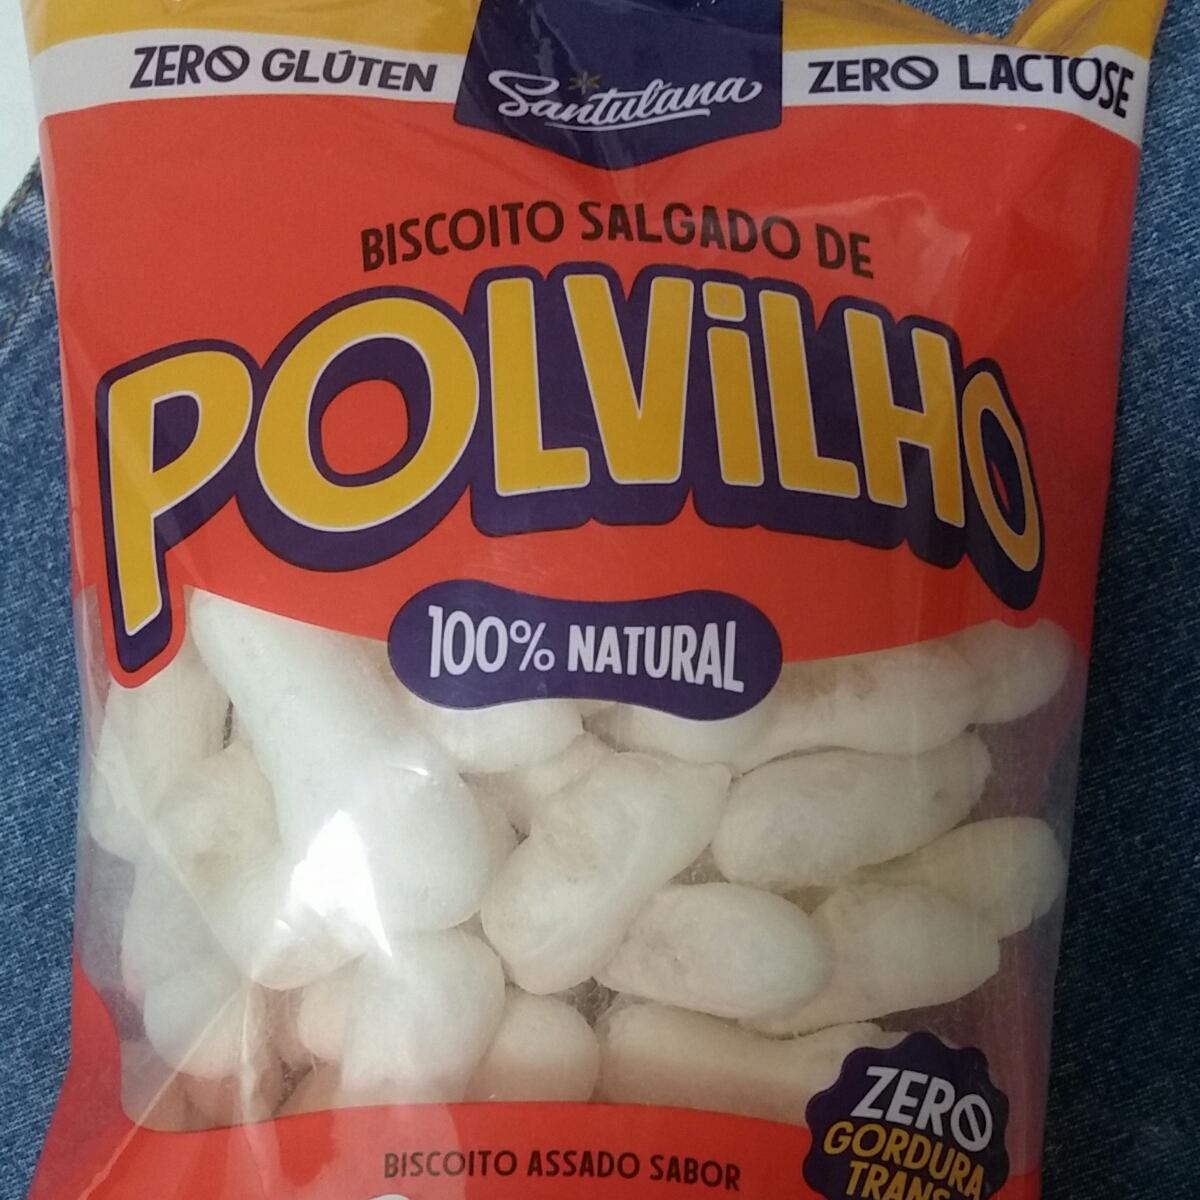 ZERO GLÚTEN
Santulana
ZERO LACTOSE
BISCOITO SALGADO DE
POLViLHO
100% NATURAL
ZERO
GORDURA
TRANS
BISCOITO ASSADO SABOR